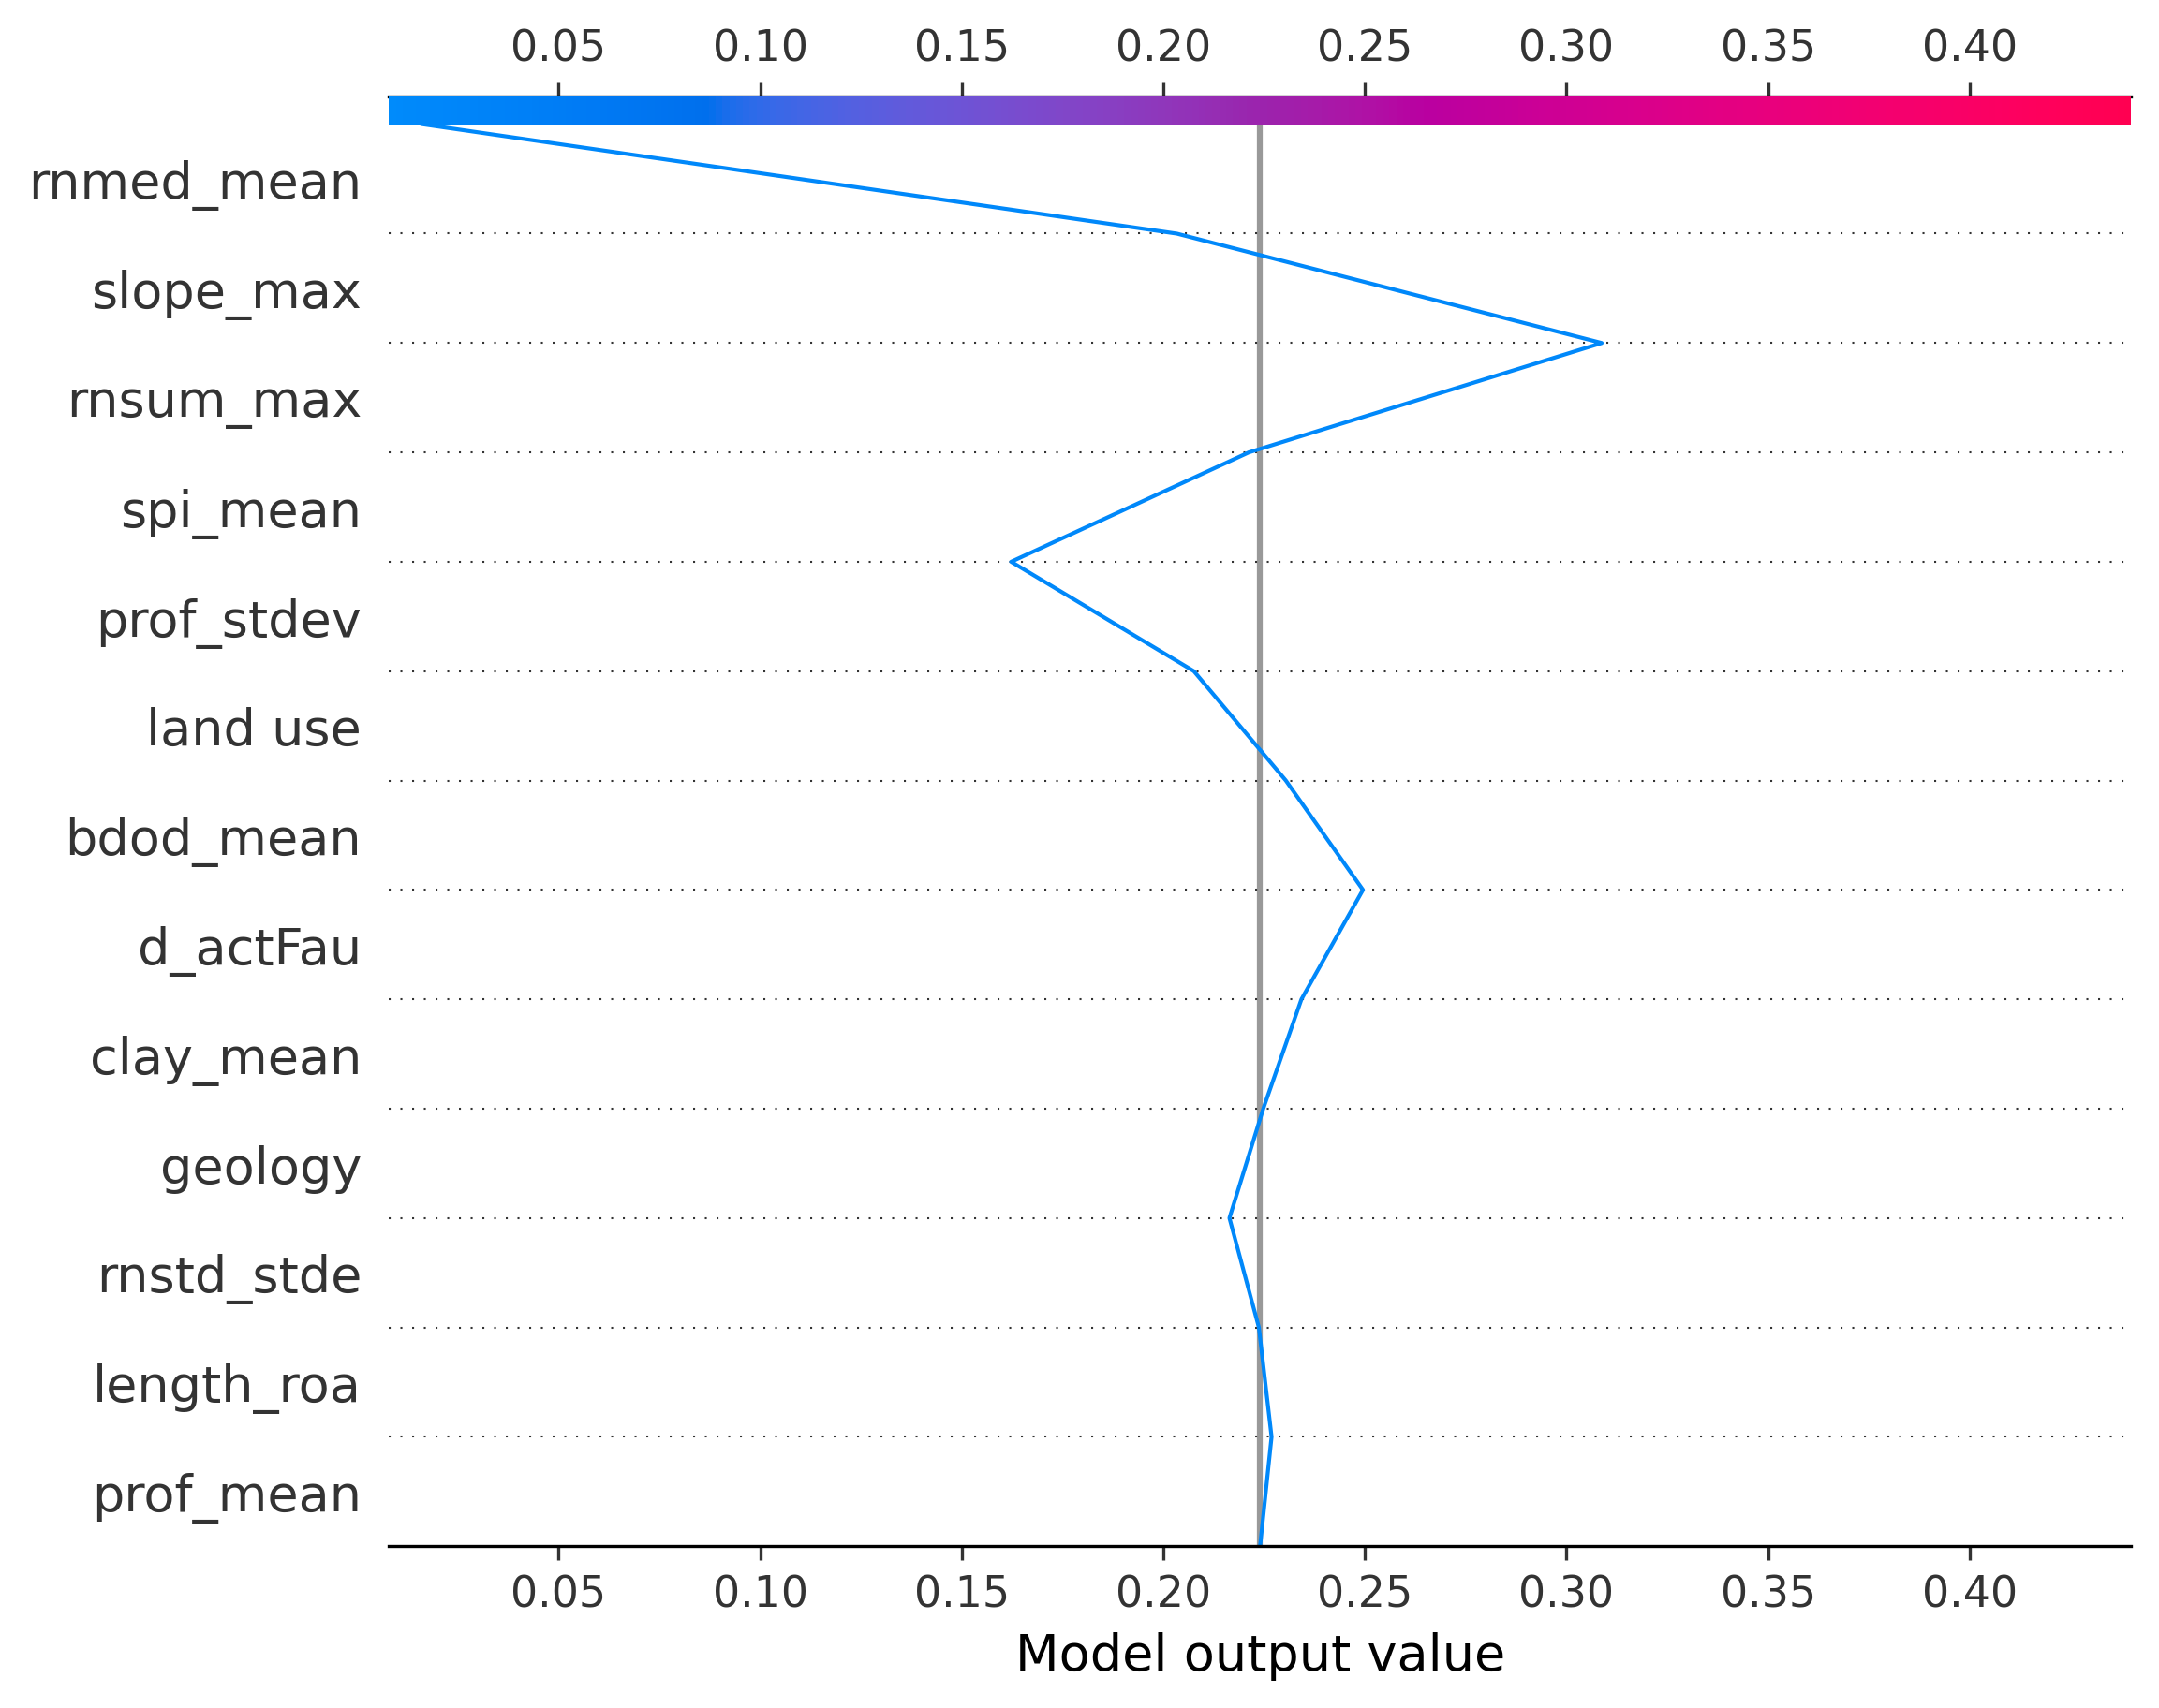 0.05 0.10 0.15 0.20 0.25 0.30 0.35 0.40
rnmed_mean
slope_max
rnsum_max
spi_mean
prof_stdev
land use
bdod_mean
d_actFau
clay_mean
geology
rnstd_stde
length_roa
prof_mean
0.05 0.10 0.15 0.20 0.25 0.30 0.35 0.40
Model output value